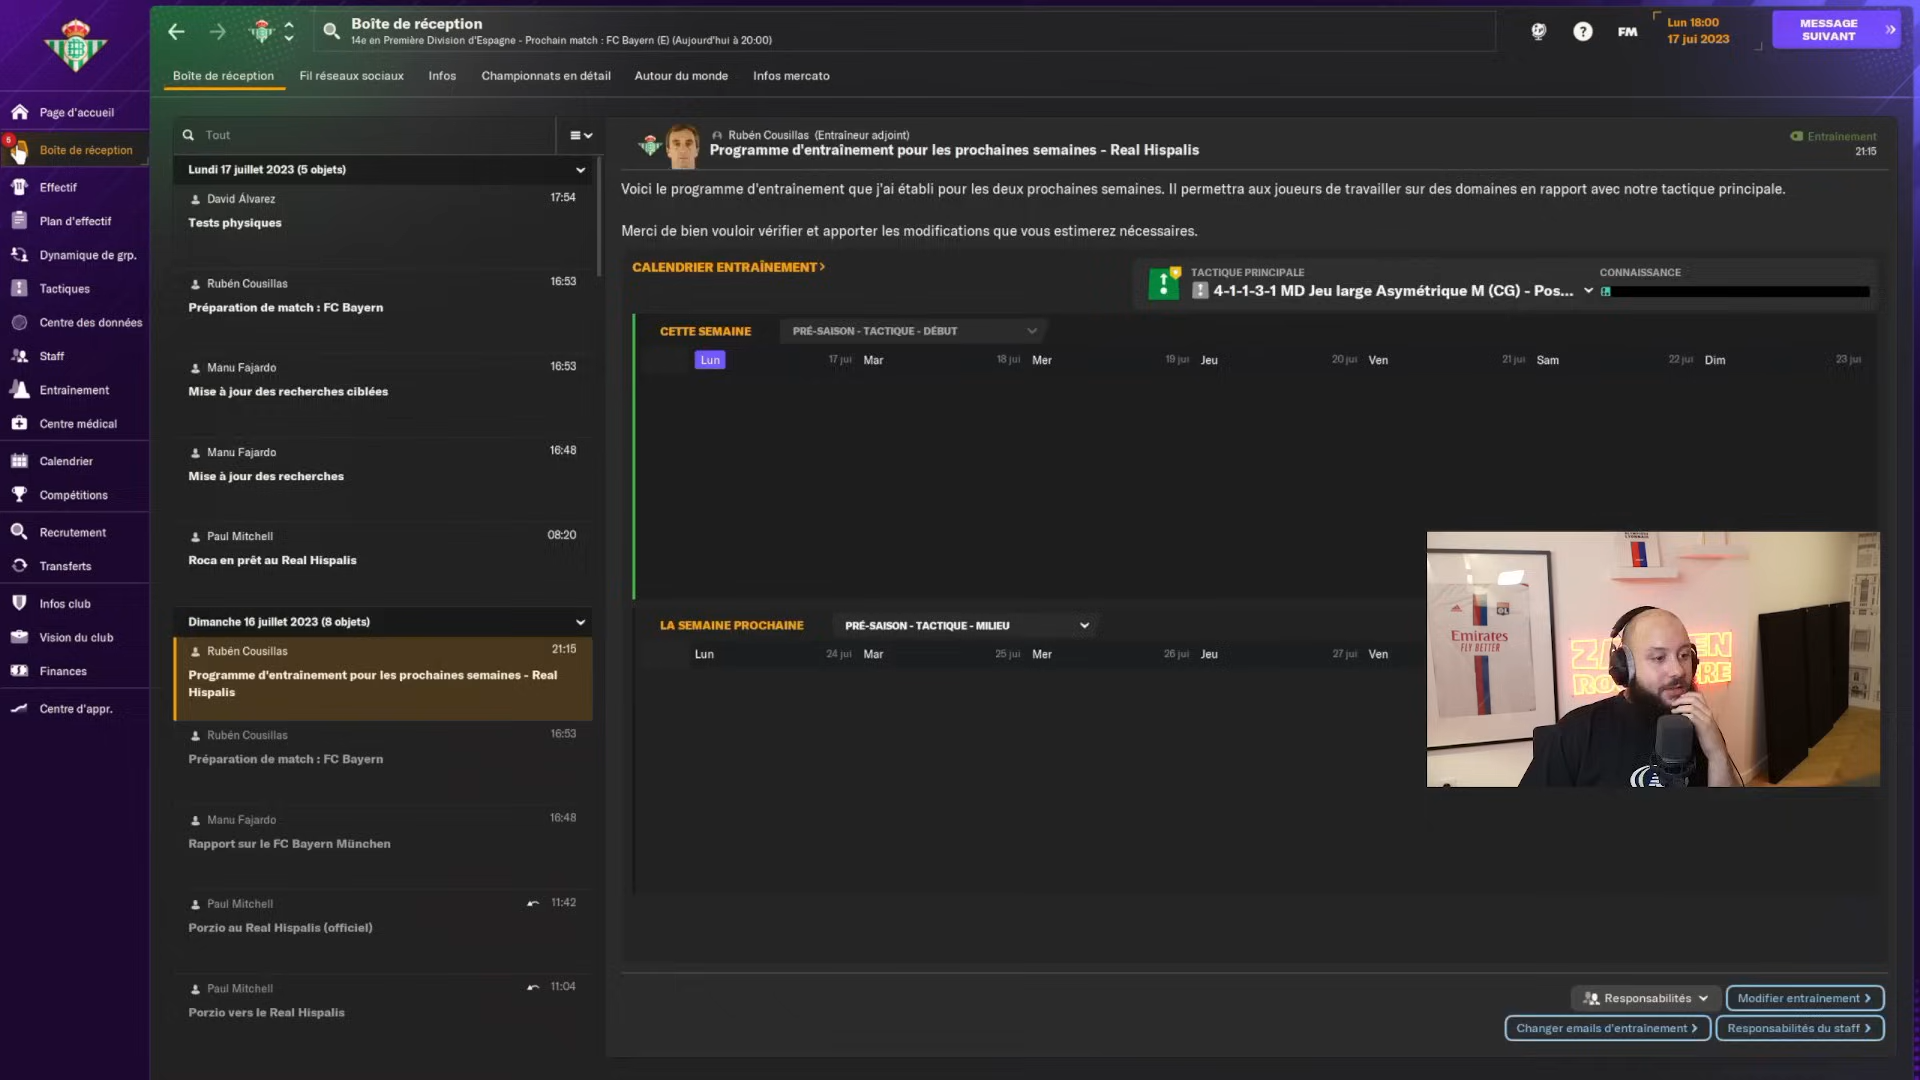 Boîte de réception
14e en Première Division d'Espagne - Prochain match : FC Bayern (E) (Aujourd'hui à 20:00)
FM
Lun 18:00
17 jui 2023
MESSAGE
SUIVANT
Boîte de réception
Fil réseaux sociaux
Infos
Championnats en détail
Autour du monde
Infos mercato
Page d'accueil
5
Boîte de réception
Effectif
Plan d'effectif
Dynamique de grp.
Tactiques
Centre des données
Staff
Entraînement
Centre médical
Calendrier
Compétitions
Recrutement
Transferts
Infos club
Vision du club
Finances
Centre d'appr.
Tout
Lundi 17 juillet 2023 (5 objets)
David Álvarez 17:54
Tests physiques
Rubén Cousillas 16:53
Préparation de match : FC Bayern
Manu Fajardo 16:53
Mise à jour des recherches ciblées
Manu Fajardo 16:48
Mise à jour des recherches
Paul Mitchell 08:20
Roca en prêt au Real Hispalis
Dimanche 16 juillet 2023 (8 objets)
Rubén Cousillas 21:15
Programme d'entraînement pour les prochaines semaines - Real
Hispalis
Rubén Cousillas 16:53
Préparation de match : FC Bayern
Manu Fajardo 16:48
Rapport sur le FC Bayern München
Paul Mitchell 11:42
Porzio au Real Hispalis (officiel)
Paul Mitchell 11:04
Porzio vers le Real Hispalis
Rubén Cousillas (Entraîneur adjoint)
Programme d'entraînement pour les prochaines semaines - Real Hispalis
Entraînement
21:15
Voici le programme d'entraînement que j'ai établi pour les deux prochaines semaines. Il permettra aux joueurs de travailler sur des domaines en rapport avec notre tactique principale.
Merci de bien vouloir vérifier et apporter les modifications que vous estimerez nécessaires.
CALENDRIER ENTRAÎNEMENT
TACTIQUE PRINCIPALE
4-1-1-3-1 MD Jeu large Asymétrique M (CG) - Pos...
CONNAISSANCE
CETTE SEMAINE
PRÉ-SAISON - TACTIQUE - DÉBUT
Lun 17 jui Mar 18 jui Mer 19 jui Jeu 20 jui Ven 21 jui Sam 22 jui Dim 23 jui
LA SEMAINE PROCHAINE
PRÉ-SAISON - TACTIQUE - MILIEU
Lun 24 jui Mar 25 jui Mer 26 jui Jeu 27 jui Ven
Emirates
FLY BETTER
OL
Responsabilités
Modifier entraînement
Changer emails d'entraînement
Responsabilités du staff